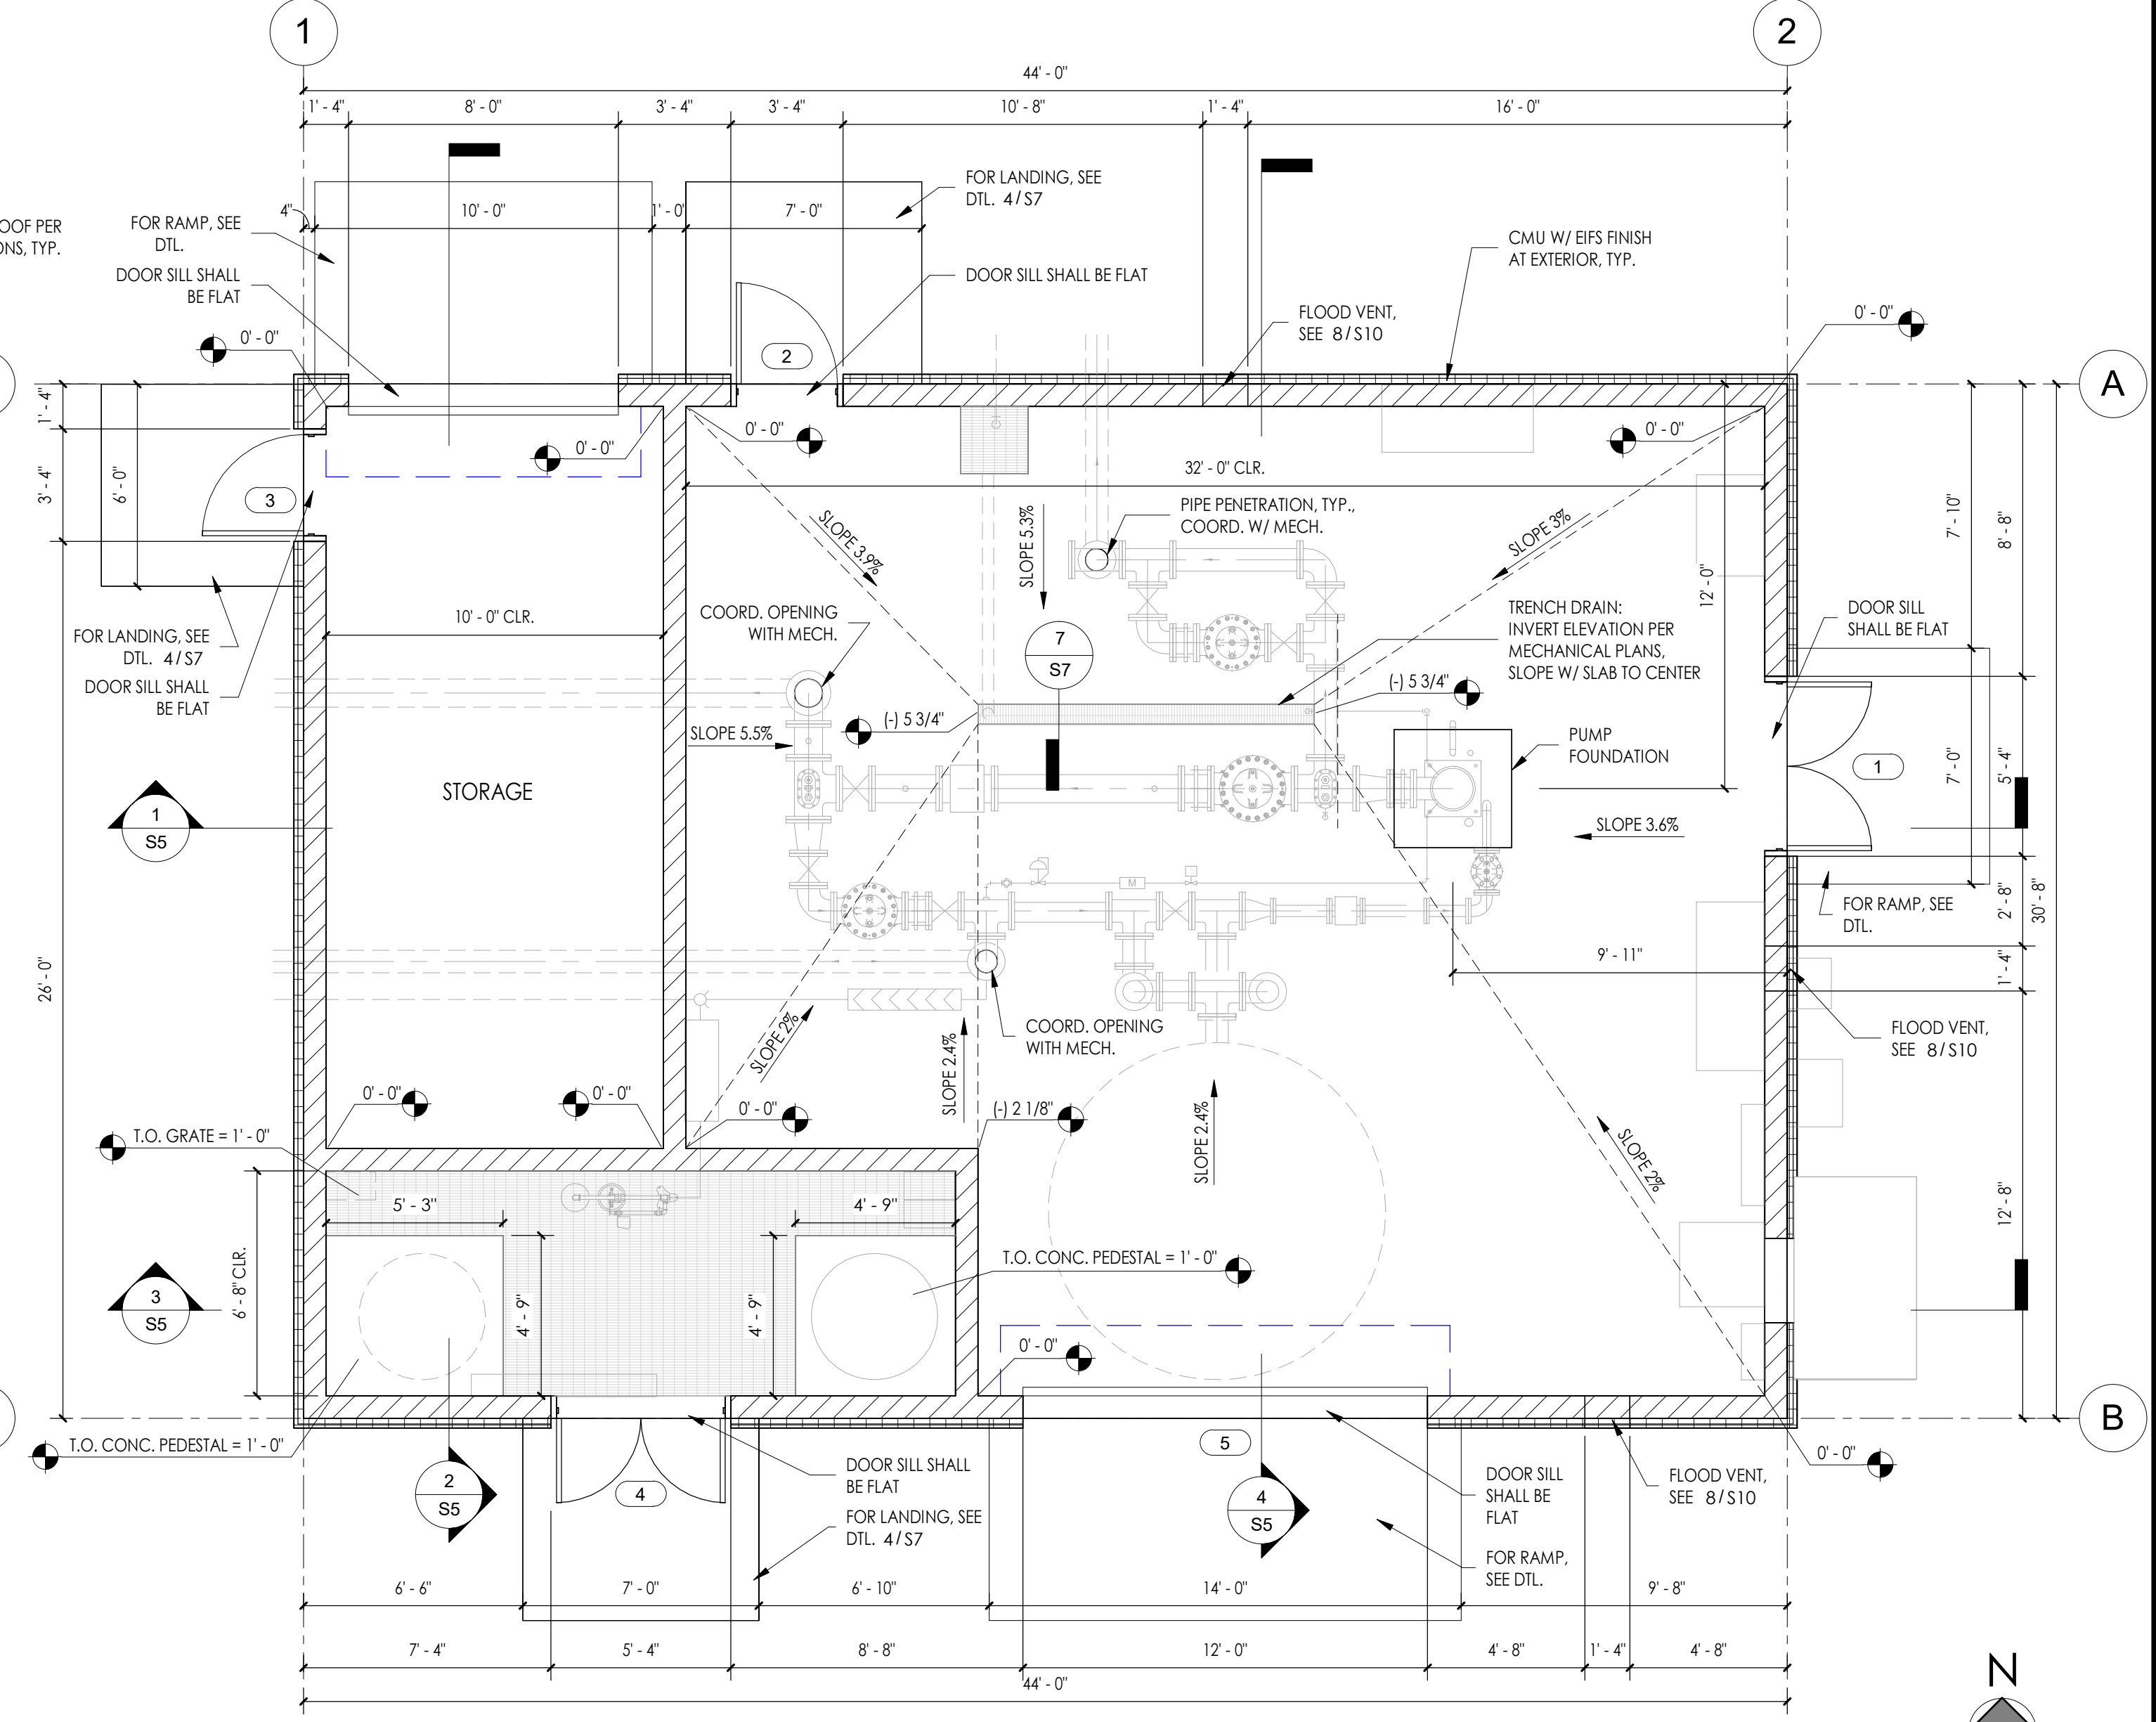 1
2
44' - 0"
1' - 4"
8' - 0"
3' - 4"
3' - 4"
10' - 8"
1' - 4"
16' - 0"
OOF PER
ONS, TYP.
FOR RAMP, SEE
DTL.
4"
10' - 0"
1' - 0"
7' - 0"
FOR LANDING, SEE
DTL. 4/S7
DOOR SILL SHALL
BE FLAT
DOOR SILL SHALL BE FLAT
CMU W/ EIFS FINISH
AT EXTERIOR, TYP.
FLOOD VENT,
SEE 8/S10
0' - 0"
0' - 0"
2
A
1' - 4"
3' - 4"
6' - 0"
3
0' - 0"
0' - 0"
0' - 0"
32' - 0" CLR.
SLOPE 3.9%
SLOPE 5.3%
PIPE PENETRATION, TYP.,
COORD. W/ MECH.
SLOPE 3%
12' - 0"
7' - 10"
8' - 8"
FOR LANDING, SEE
DTL. 4/S7
DOOR SILL SHALL
BE FLAT
10' - 0" CLR.
COORD. OPENING
WITH MECH.
7
S7
TRENCH DRAIN:
INVERT ELEVATION PER
MECHANICAL PLANS,
SLOPE W/ SLAB TO CENTER
DOOR SILL
SHALL BE FLAT
(-) 5 3/4"
(-) 5 3/4"
SLOPE 5.5%
PUMP
FOUNDATION
1
7' - 0"
5' - 4"
STORAGE
1
S5
SLOPE 3.6%
M
FOR RAMP, SEE
DTL.
2' - 8"
30' - 8"
26' - 0"
9' - 11"
1' - 4"
FLOOD VENT,
SEE 8/S10
COORD. OPENING
WITH MECH.
SLOPE 2%
SLOPE 2.4%
SLOPE 2.4%
SLOPE 2%
0' - 0"
0' - 0"
0' - 0"
(-) 2 1/8"
T.O. GRATE = 1' - 0"
5' - 3"
4' - 9"
12' - 8"
6' - 8" CLR.
4' - 9"
4' - 9"
T.O. CONC. PEDESTAL = 1' - 0"
3
S5
0' - 0"
B
T.O. CONC. PEDESTAL = 1' - 0"
5
0' - 0"
2
S5
4
DOOR SILL SHALL
BE FLAT
FOR LANDING, SEE
DTL. 4/S7
4
S5
DOOR SILL
SHALL BE
FLAT
FOR RAMP,
SEE DTL.
FLOOD VENT,
SEE 8/S10
6' - 6"
7' - 0"
6' - 10"
14' - 0"
9' - 8"
7' - 4"
5' - 4"
8' - 8"
12' - 0"
4' - 8"
1' - 4"
4' - 8"
44' - 0"
N